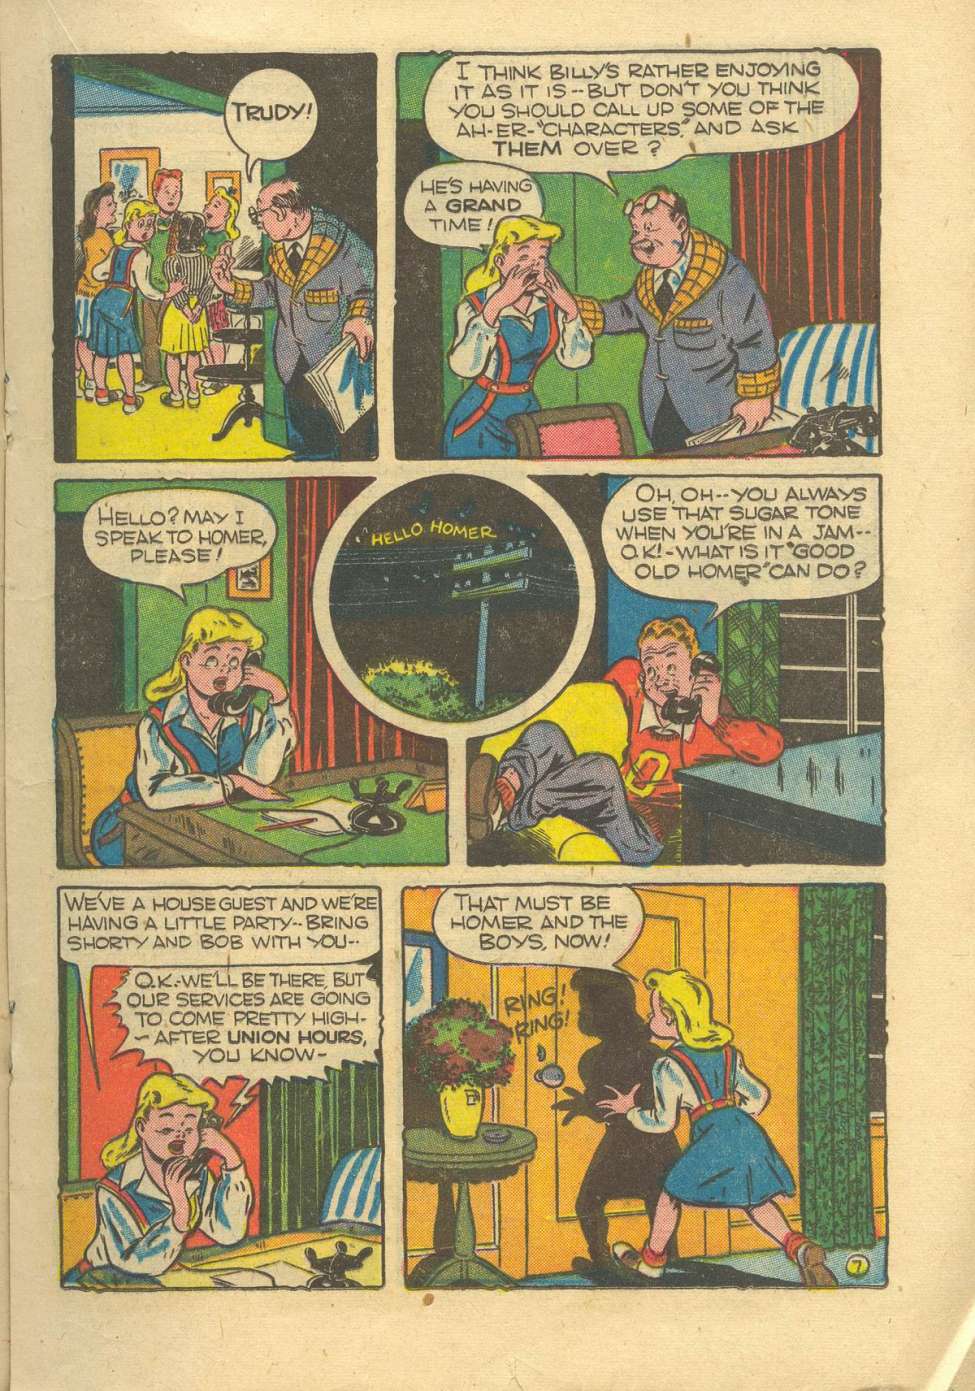 TRUDY!
I THINK BILLY'S RATHER ENJOYING
IT AS IT IS--BUT DON'T YOU THINK
YOU SHOULD CALL UP SOME OF THE
AH-ER-"CHARACTERS," AND ASK
THEM OVER?
HE'S HAVING
A GRAND
TIME!
HELLO? MAY I
SPEAK TO HOMER,
PLEASE!
HELLO HOMER
OH, OH--YOU ALWAYS
USE THAT SUGAR TONE
WHEN YOU'RE IN A JAM--
O.K!-WHAT IS IT "GOOD
OLD HOMER" CAN DO?
WE'VE A HOUSE GUEST AND WE'RE
HAVING A LITTLE PARTY--BRING
SHORTY AND BOB WITH YOU--
O.K.-WE'LL BE THERE, BUT
OUR SERVICES ARE GOING
TO COME PRETTY HIGH-
-AFTER UNION HOURS,
YOU KNOW-
THAT MUST BE
HOMER AND THE
BOYS, NOW!
RING!
RING!
7